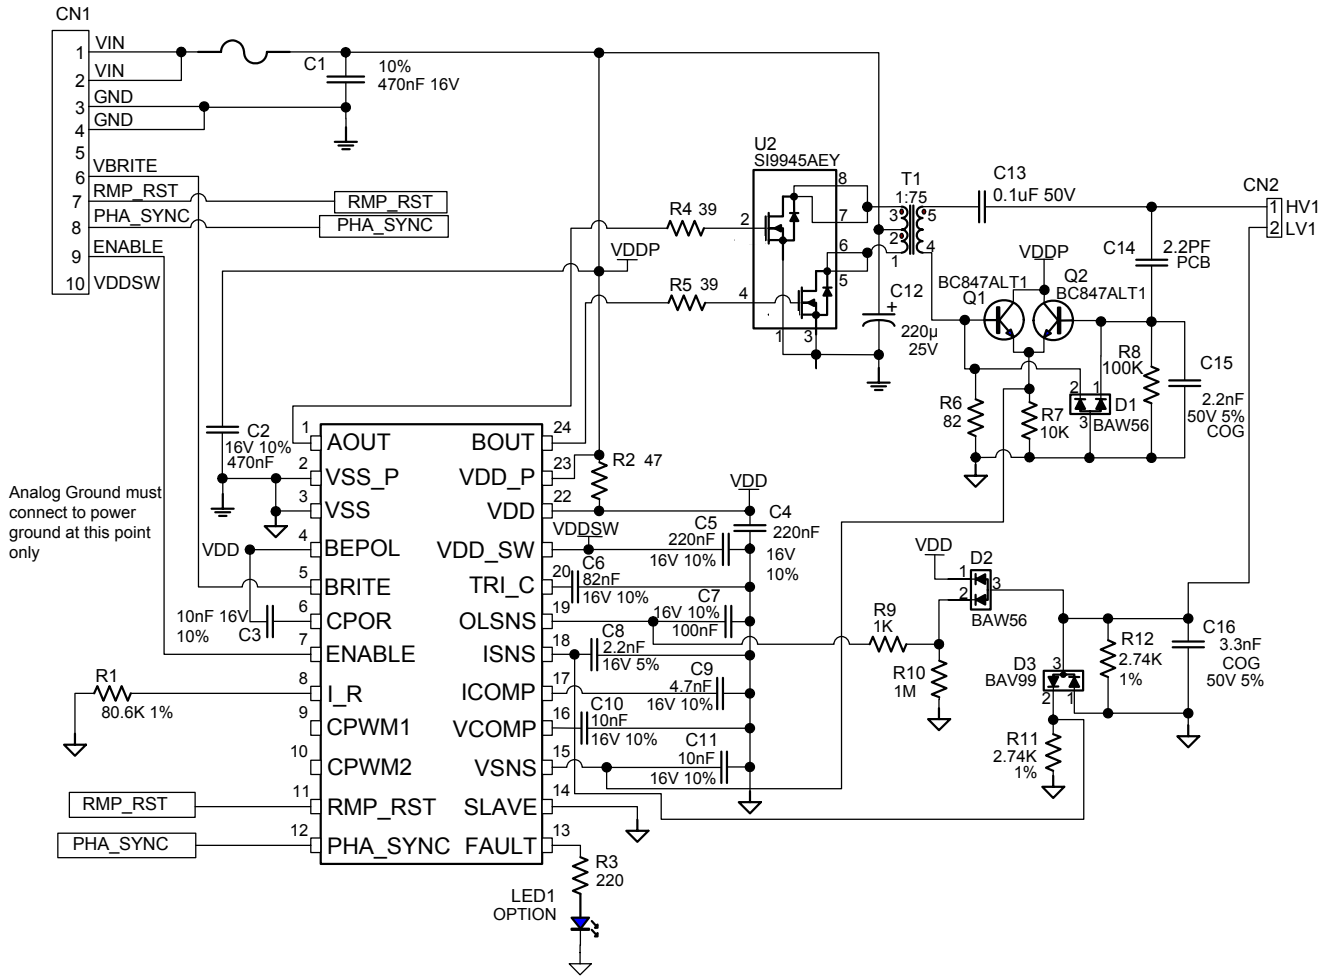 CN1
1 VIN
2 VIN
3 GND
4 GND
5
6 VBRITE
7 RMP_RST
8 PHA_SYNC
9 ENABLE
10 VDDSW
RMP_RST
PHA_SYNC
C1
10%
470nF 16V
R4 39
VDDP
R5 39
U2
SI9945AEY
2
4
8
7
6
5
1
3
T1
1:75
3
2
1
5
4
C12
+
220µ
25V
C13
0.1uF 50V
CN2
1 HV1
2 LV1
C14
2.2PF
PCB
VDDP
BC847ALT1
Q1
Q2
BC847ALT1
R8
100K
C15
2.2nF
50V 5%
COG
R6
82
R7
10K
2
1
3
D1
BAW56
C2
16V 10%
470nF
Analog Ground must
connect to power
ground at this point
only
VDD
10nF 16V
10%
C3
R1
80.6K 1%
RMP_RST
PHA_SYNC
1 AOUT
2 VSS_P
3 VSS
4 BEPOL
5 BRITE
6 CPOR
7 ENABLE
8 I_R
9 CPWM1
10 CPWM2
11 RMP_RST
12 PHA_SYNC
BOUT 24
VDD_P 23
VDD 22
VDD_SW
TRI_C 20
OLSNS 19
ISNS 18
ICOMP 17
VCOMP 16
VSNS 15
SLAVE 14
FAULT 13
R2 47
VDD
VDDSW
C5
220nF
16V 10%
C4
220nF
16V
10%
C6
82nF
16V 10%
C7
16V 10%
100nF
C8
2.2nF
16V 5%
C9
4.7nF
16V 10%
C10
10nF
16V 10%
C11
10nF
16V 10%
R3
220
LED1
OPTION
VDD
D2
1
2
3
BAW56
R9
1K
R10
1M
D3
BAV99
3
2
1
R12
2.74K
1%
C16
3.3nF
COG
50V 5%
R11
2.74K
1%